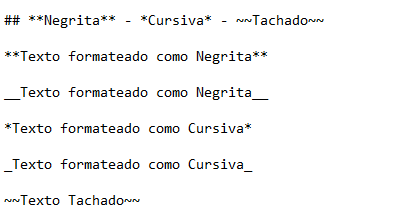 ## **Negrita** - *Cursiva* - ~~Tachado~~
**Texto formateado como Negrita**
__Texto formateado como Negrita__
*Texto formateado como Cursiva*
_Texto formateado como Cursiva_
~~Texto Tachado~~